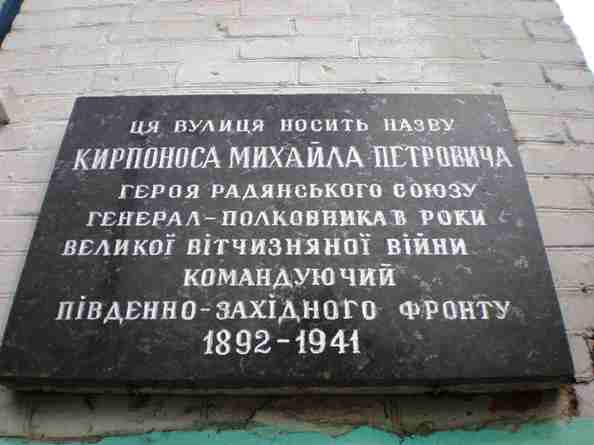 ЦЯ ВУЛИЦЯ НОСИТЬ НАЗВУ
КИРПОНОСА МИХАЙЛА ПЕТРОВИЧА
ГЕРОЯ РАДЯНСЬКОГО СОЮЗУ
ГЕНЕРАЛ-ПОЛКОВНИКА В РОКИ
ВЕЛИКОЇ ВІТЧИЗНЯНОЇ ВІЙНИ
КОМАНДУЮЧИЙ
ПІВДЕННО-ЗАХІДНОГО ФРОНТУ
1892-1941